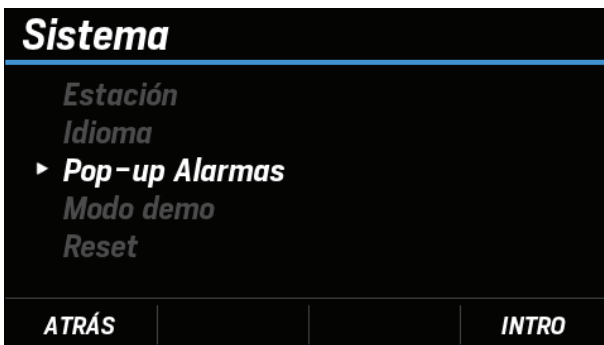 Sistema
Estación
Idioma
▸ Pop-up Alarmas
Modo demo
Reset
ATRÁS INTRO